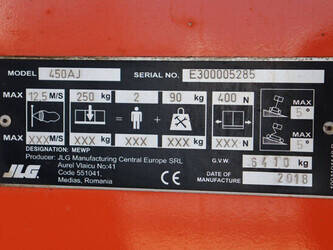 MODEL 450AJ SERIAL NO. E300005285
MAX 12.5 M/S 250 kg = 2 + 90 kg 400 N MAX 5°
MAX XXX M/S XXX kg = X + XXX kg XXX N MAX 5°
DESIGNATION: MEWP
Producer: JLG Manufacturing Central Europe SRL
Aurel Vlaicu No:41
Code 551041,
Medias, Romania
JLG
CE
G.V.W. 6410 kg
DATE OF MANUFACTURE 2018